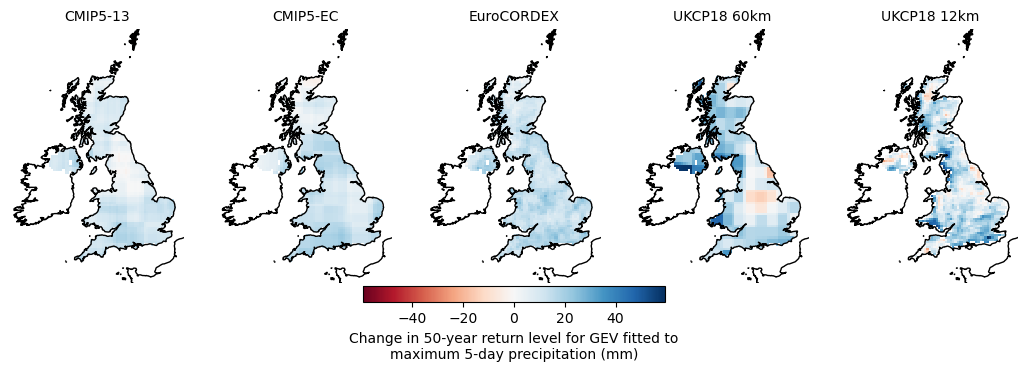 CMIP5-13
CMIP5-EC
EuroCORDEX
UKCP18 60km
UKCP18 12km
−40
−20
0
20
40
Change in 50-year return level for GEV fitted to
maximum 5-day precipitation (mm)